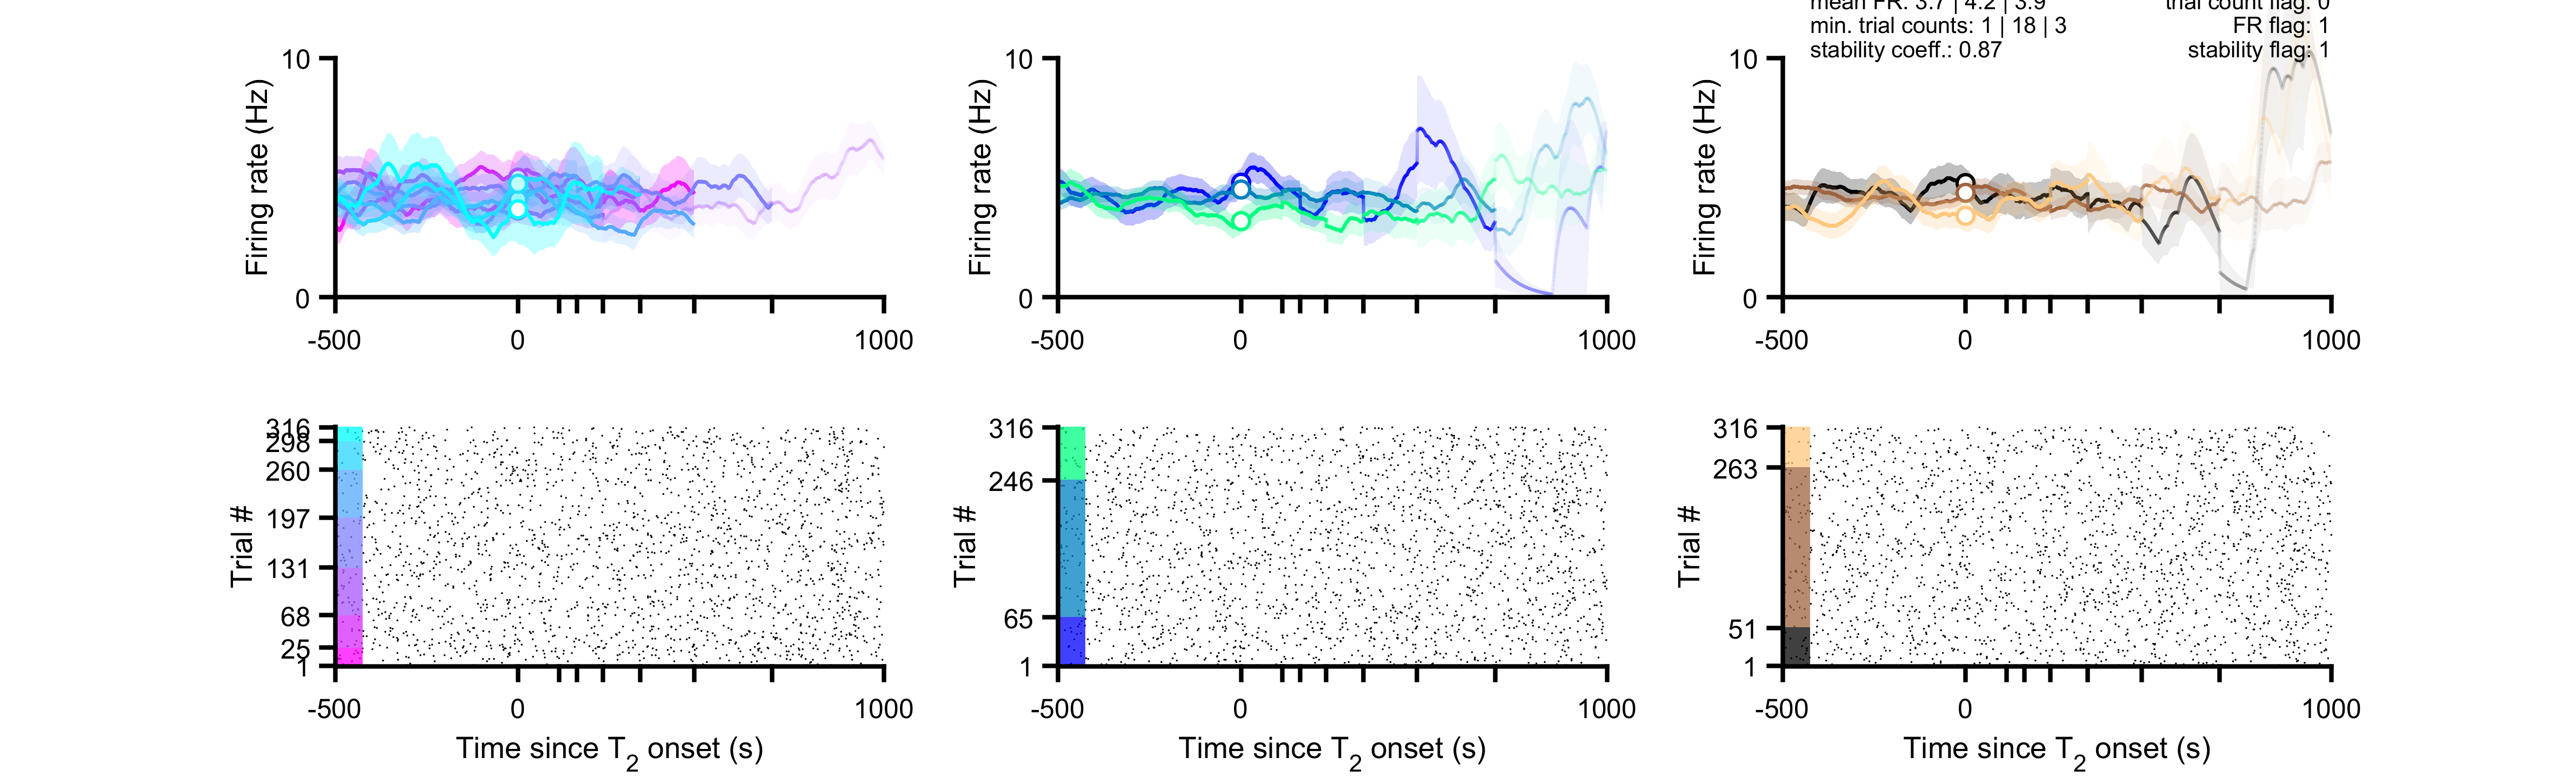 mean FR: 3.7 | 4.2 | 3.9
trial count flag: 0
min. trial counts: 1 | 18 | 3
FR flag: 1
stability coeff.: 0.87
stability flag: 1
10
0
Firing rate (Hz)
-500
0
1000
10
0
Firing rate (Hz)
-500
0
1000
10
0
Firing rate (Hz)
-500
0
1000
316
298
260
197
131
68
25
1
Trial #
-500
0
1000
Time since T2 onset (s)
316
246
65
1
Trial #
-500
0
1000
Time since T2 onset (s)
316
263
51
1
Trial #
-500
0
1000
Time since T2 onset (s)